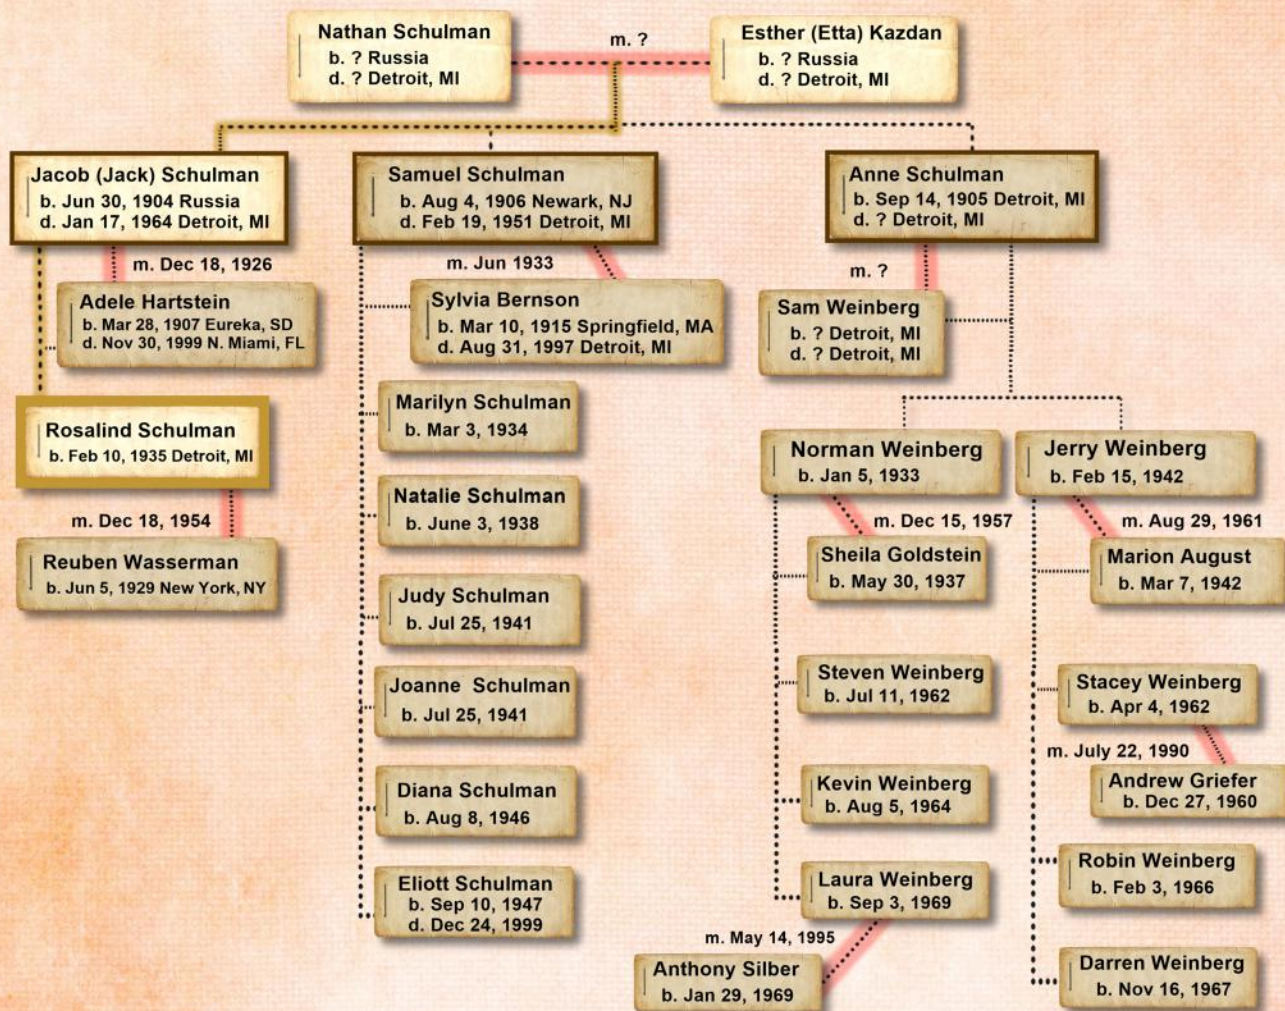 Nathan Schulman
b. ? Russia
d. ? Detroit, MI
m. ?
Esther (Etta) Kazdan
b. ? Russia
d. ? Detroit, MI
Jacob (Jack) Schulman
b. Jun 30, 1904 Russia
d. Jan 17, 1964 Detroit, MI
Samuel Schulman
b. Aug 4, 1906 Newark, NJ
d. Feb 19, 1951 Detroit, MI
Anne Schulman
b. Sep 14, 1905 Detroit, MI
d. ? Detroit, MI
m. Dec 18, 1926
Adele Hartstein
b. Mar 28, 1907 Eureka, SD
d. Nov 30, 1999 N. Miami, FL
Rosalind Schulman
b. Feb 10, 1935 Detroit, MI
m. Dec 18, 1954
Reuben Wasserman
b. Jun 5, 1929 New York, NY
m. Jun 1933
Sylvia Bernson
b. Mar 10, 1915 Springfield, MA
d. Aug 31, 1997 Detroit, MI
Marilyn Schulman
b. Mar 3, 1934
Natalie Schulman
b. June 3, 1938
Judy Schulman
b. Jul 25, 1941
Joanne Schulman
b. Jul 25, 1941
Diana Schulman
b. Aug 8, 1946
Eliott Schulman
b. Sep 10, 1947
d. Dec 24, 1999
m. ?
Sam Weinberg
b. ? Detroit, MI
d. ? Detroit, MI
Norman Weinberg
b. Jan 5, 1933
m. Dec 15, 1957
Sheila Goldstein
b. May 30, 1937
Steven Weinberg
b. Jul 11, 1962
Kevin Weinberg
b. Aug 5, 1964
Laura Weinberg
b. Sep 3, 1969
m. May 14, 1995
Anthony Silber
b. Jan 29, 1969
Jerry Weinberg
b. Feb 15, 1942
m. Aug 29, 1961
Marion August
b. Mar 7, 1942
Stacey Weinberg
b. Apr 4, 1962
m. July 22, 1990
Andrew Griefer
b. Dec 27, 1960
Robin Weinberg
b. Feb 3, 1966
Darren Weinberg
b. Nov 16, 1967